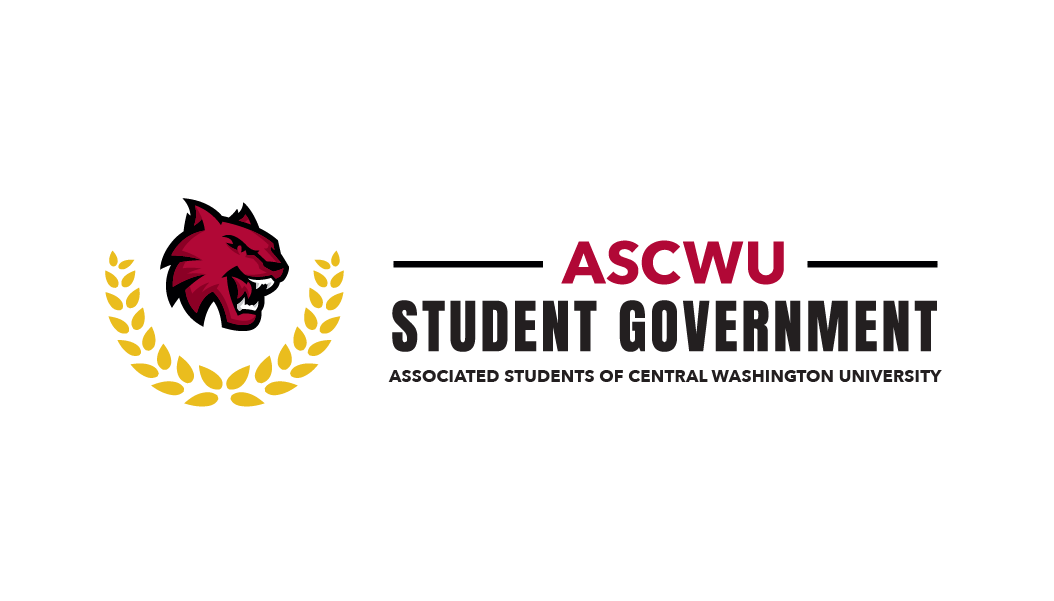 ASCWU
STUDENT GOVERNMENT
ASSOCIATED STUDENTS OF CENTRAL WASHINGTON UNIVERSITY